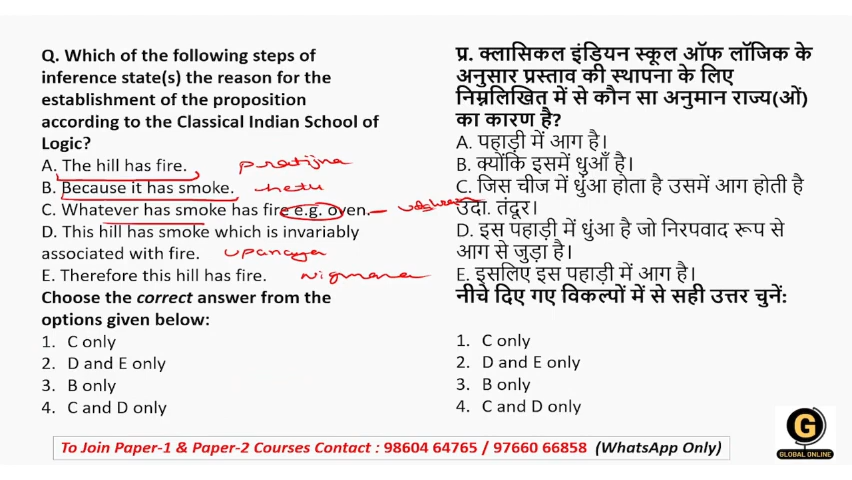 Q. Which of the following steps of
inference state(s) the reason for the
establishment of the proposition
according to the Classical Indian School of
Logic?
A. The hill has fire. pratijna
B. Because it has smoke. hetu
C. Whatever has smoke has fire e.g. oven.
D. This hill has smoke which is invariably
associated with fire. upanaya
E. Therefore this hill has fire. nigmana
Choose the correct answer from the
options given below:
1. C only
2. D and E only
3. B only
4. C and D only
प्र. क्लासिकल इंडियन स्कूल ऑफ लॉजिक के
अनुसार प्रस्ताव की स्थापना के लिए
निम्नलिखित में से कौन सा अनुमान राज्य(ओं)
का कारण है?
A. पहाड़ी में आग है।
B. क्योंकि इसमें धुआँ है।
C. जिस चीज में धुंआ होता है उसमें आग होती है
उदा. तंदूर।
D. इस पहाड़ी में धुंआ है जो निरपवाद रूप से
आग से जुड़ा है।
E. इसलिए इस पहाड़ी में आग है।
नीचे दिए गए विकल्पों में से सही उत्तर चुनें:
1. C only
2. D and E only
3. B only
4. C and D only
To Join Paper-1 & Paper-2 Courses Contact : 98604 64765 / 97660 66858 (WhatsApp Only)
G
GLOBAL ONLINE